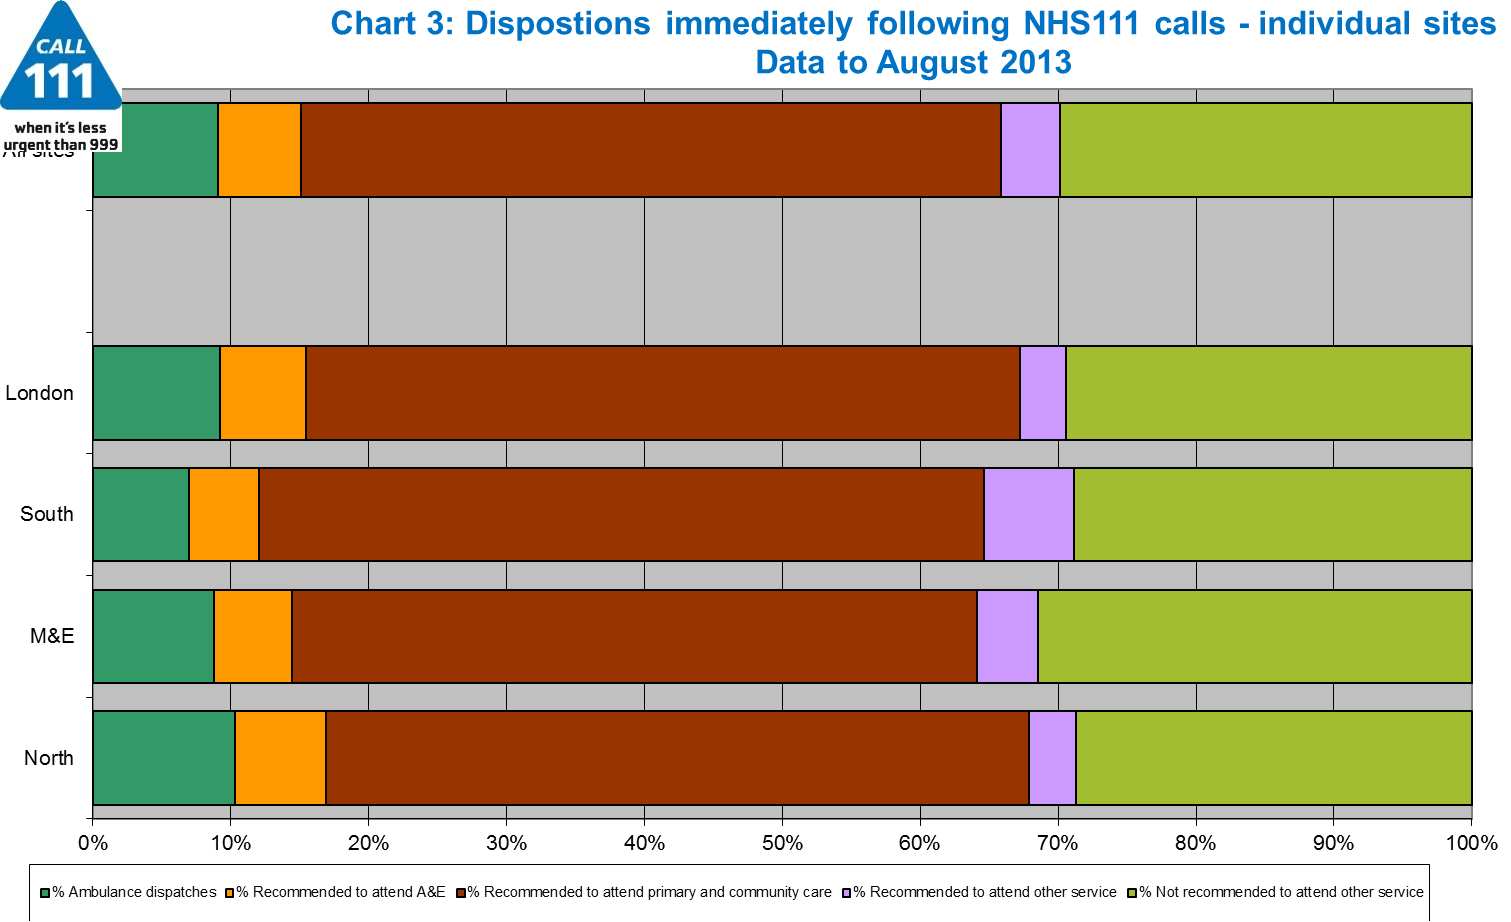 Chart 3: Dispostions immediately following NHS111 calls - individual sites
Data to August 2013
CALL
111
when it's less
urgent than 999
All sites
London
South
M&E
North
0% 10% 20% 30% 40% 50% 60% 70% 80% 90% 100%
% Ambulance dispatches % Recommended to attend A&E % Recommended to attend primary and community care % Recommended to attend other service % Not recommended to attend other service